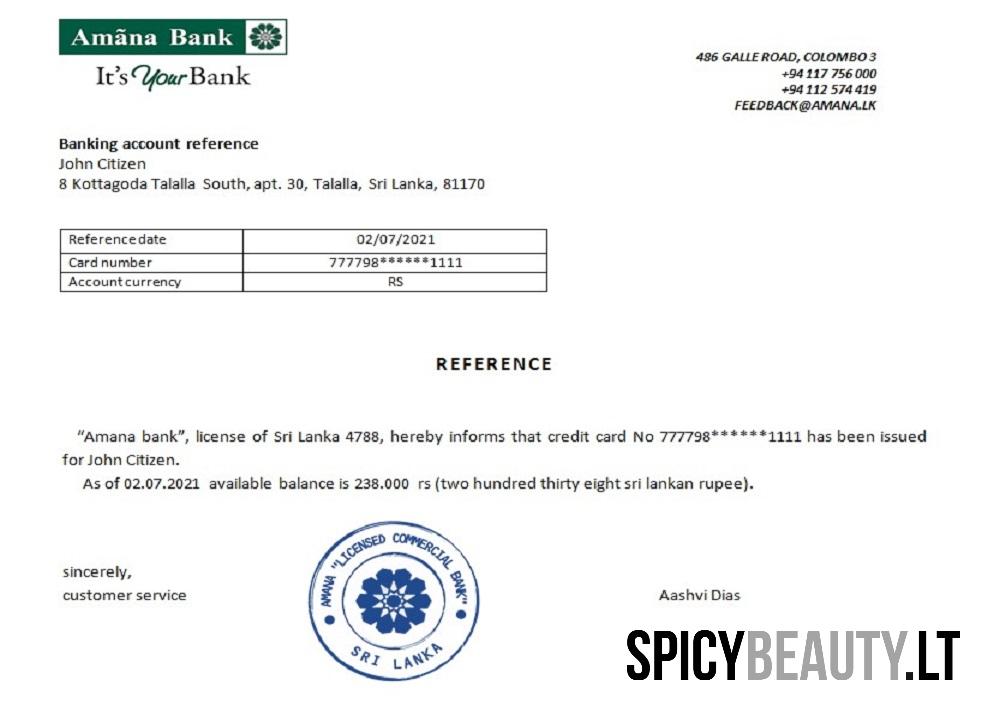 Amãna Bank
It's Your Bank
486 GALLE ROAD, COLOMBO 3
+94 117 756 000
+94 112 574 419
FEEDBACK@AMANA.LK
Banking account reference
John Citizen
8 Kottagoda Talalla South, apt. 30, Talalla, Sri Lanka, 81170
Reference date 02/07/2021
Card number 777798******1111
Account currency RS
REFERENCE
“Amana bank”, license of Sri Lanka 4788, hereby informs that credit card No 777798******1111 has been issued
for John Citizen.
As of 02.07.2021 available balance is 238.000 rs (two hundred thirty eight sri lankan rupee).
sincerely,
customer service
AMANA "LICENSED COMMERCIAL BANK"
SRI LANKA
Aashvi Dias
SPICYBEAUTY.LT